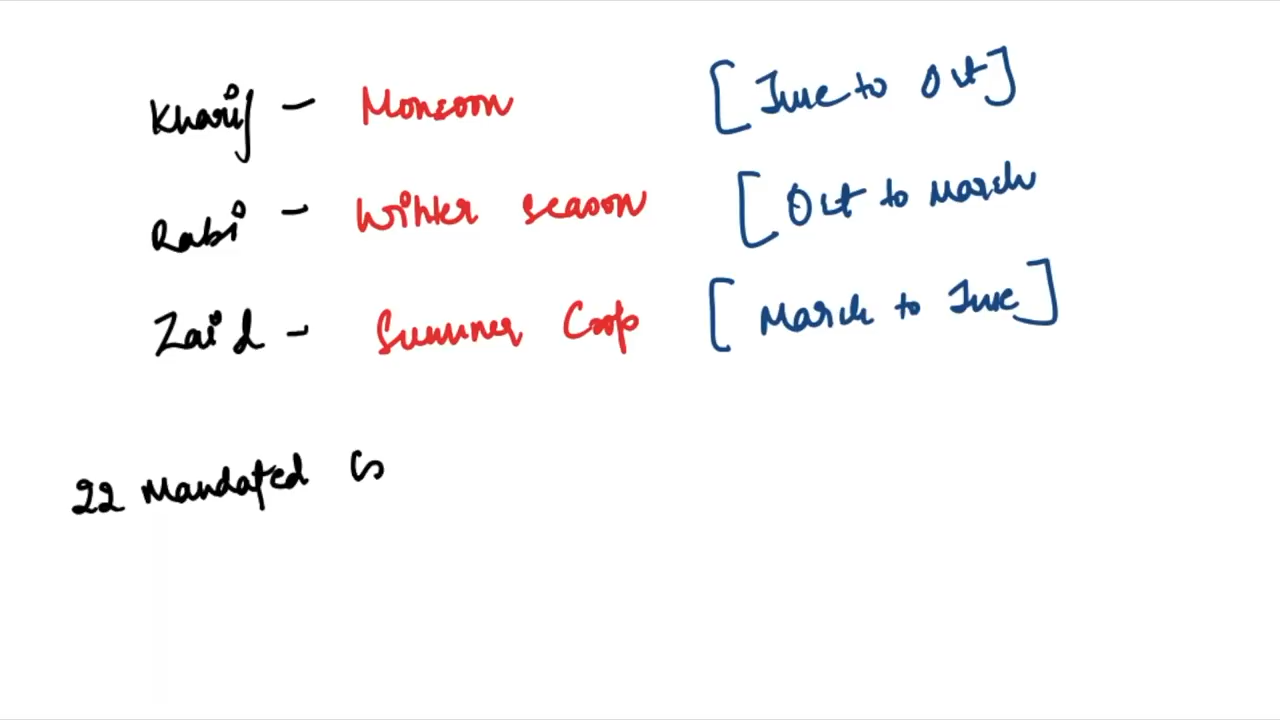 Kharif - Monsoon [June to Oct]
Rabi - Winter season [Oct to March
Zaid - Summer Crop [March to June]
22 Mandated